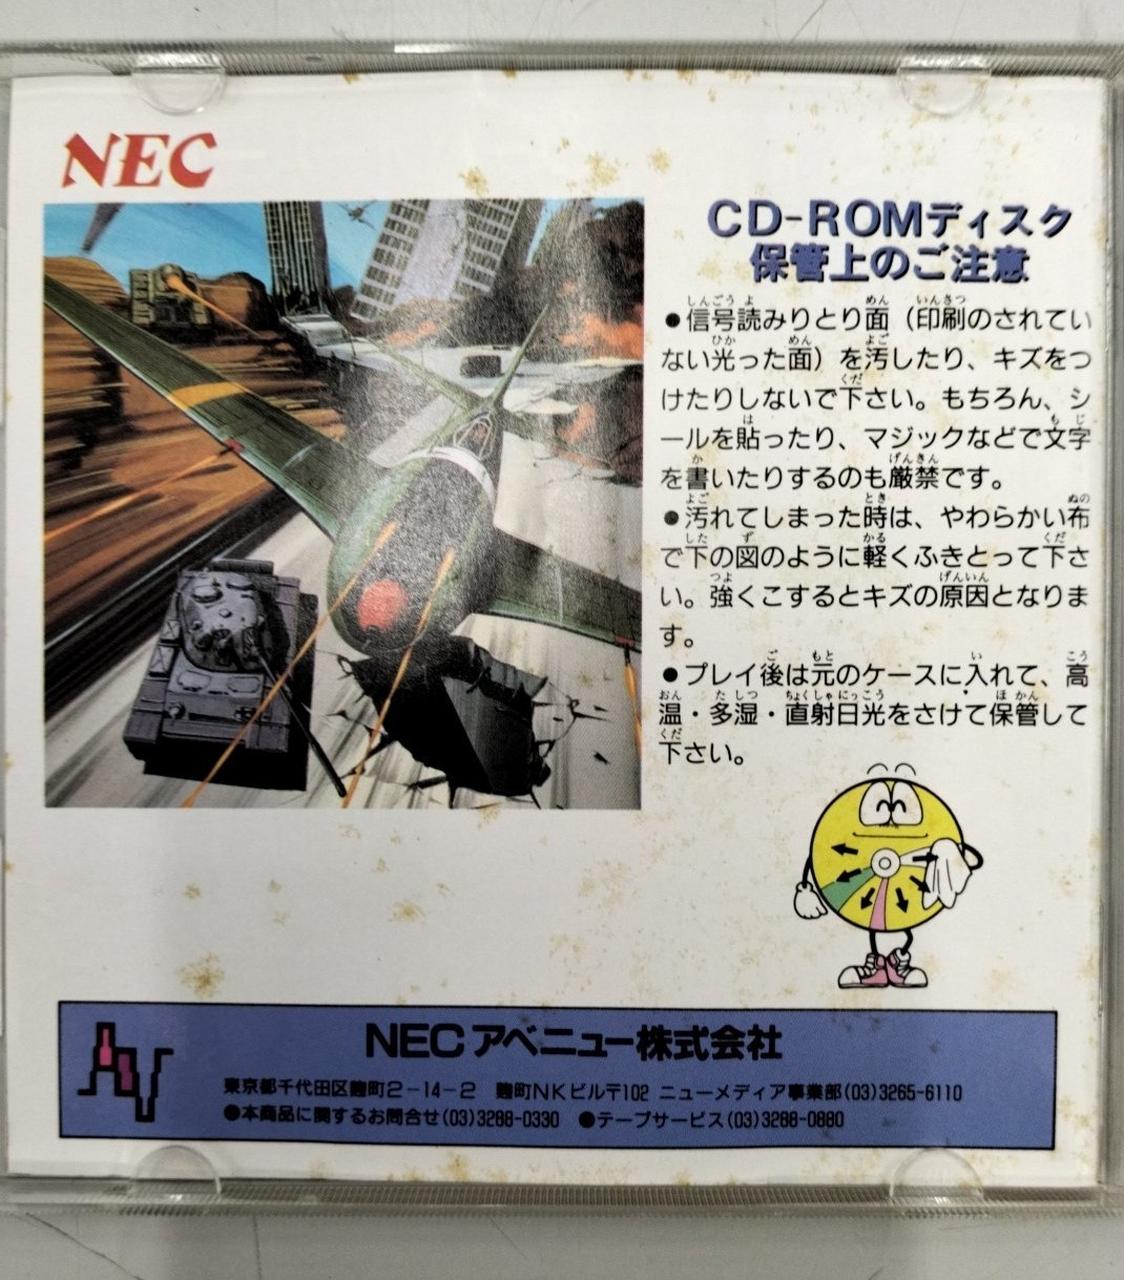 NEC
CD-ROMディスク
保管上のご注意
●信号読みりとり面（印刷のされてい
ない光った面）を汚したり、キズをつ
けたりしないで下さい。もちろん、シ
ールを貼ったり、マジックなどで文字
を書いたりするのも厳禁です。
●汚れてしまった時は、やわらかい布
で下の図のように軽くふきとって下さ
い。強くこするとキズの原因となりま
す。
●プレイ後は元のケースに入れて、高
温・多湿・直射日光をさけて保管して
下さい。
NECアベニュー株式会社
東京都千代田区麹町2-14-2 麹町NKビル〒102 ニューメディア事業部(03)3265-6110
●本商品に関するお問合せ(03)3288-0330 ●テープサービス(03)3288-0880